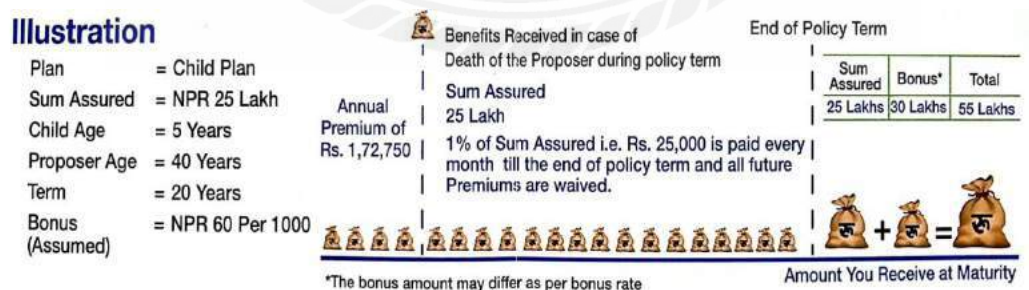 Illustration
Plan = Child Plan
Sum Assured = NPR 25 Lakh
Child Age = 5 Years
Proposer Age = 40 Years
Term = 20 Years
Bonus = NPR 60 Per 1000
(Assumed)
Annual
Premium of
Rs. 1,72,750
Benefits Received in case of
Death of the Proposer during policy term
Sum Assured
25 Lakh
1% of Sum Assured i.e. Rs. 25,000 is paid every
month till the end of policy term and all future
Premiums are waived.
End of Policy Term
Sum Assured Bonus* Total
25 Lakhs 30 Lakhs 55 Lakhs
रू + रू = रू
Amount You Receive at Maturity
*The bonus amount may differ as per bonus rate